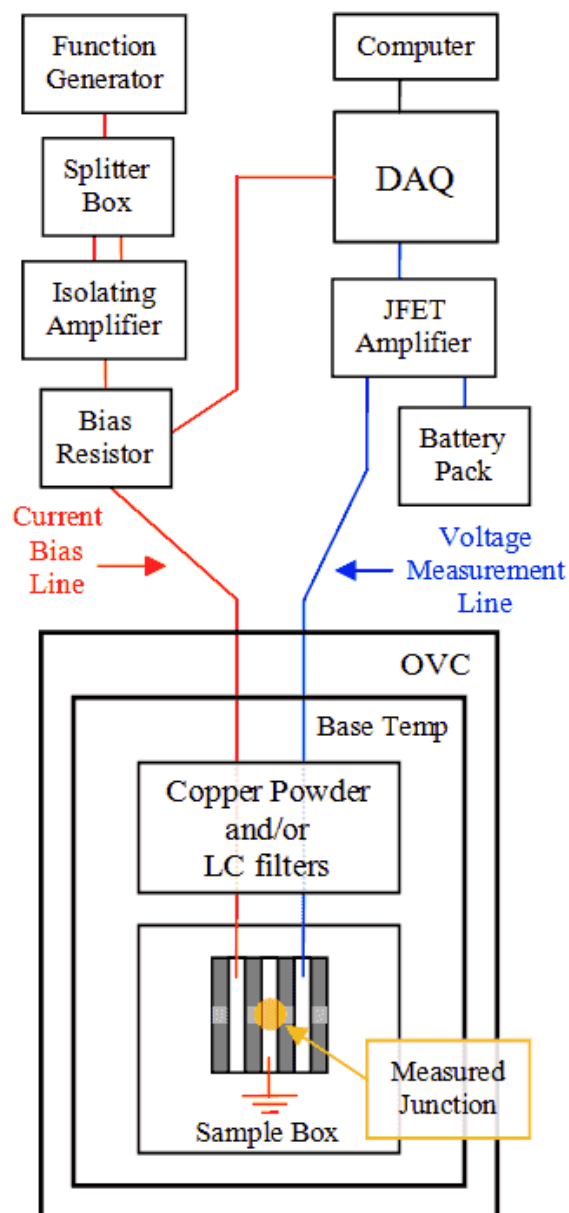 Function
Generator
Computer
Splitter
Box
DAQ
Isolating
Amplifier
JFET
Amplifier
Bias
Resistor
Battery
Pack
Current
Bias
Line
Voltage
Measurement
Line
OVC
Base Temp
Copper Powder
and/or
LC filters
Measured
Junction
Sample Box